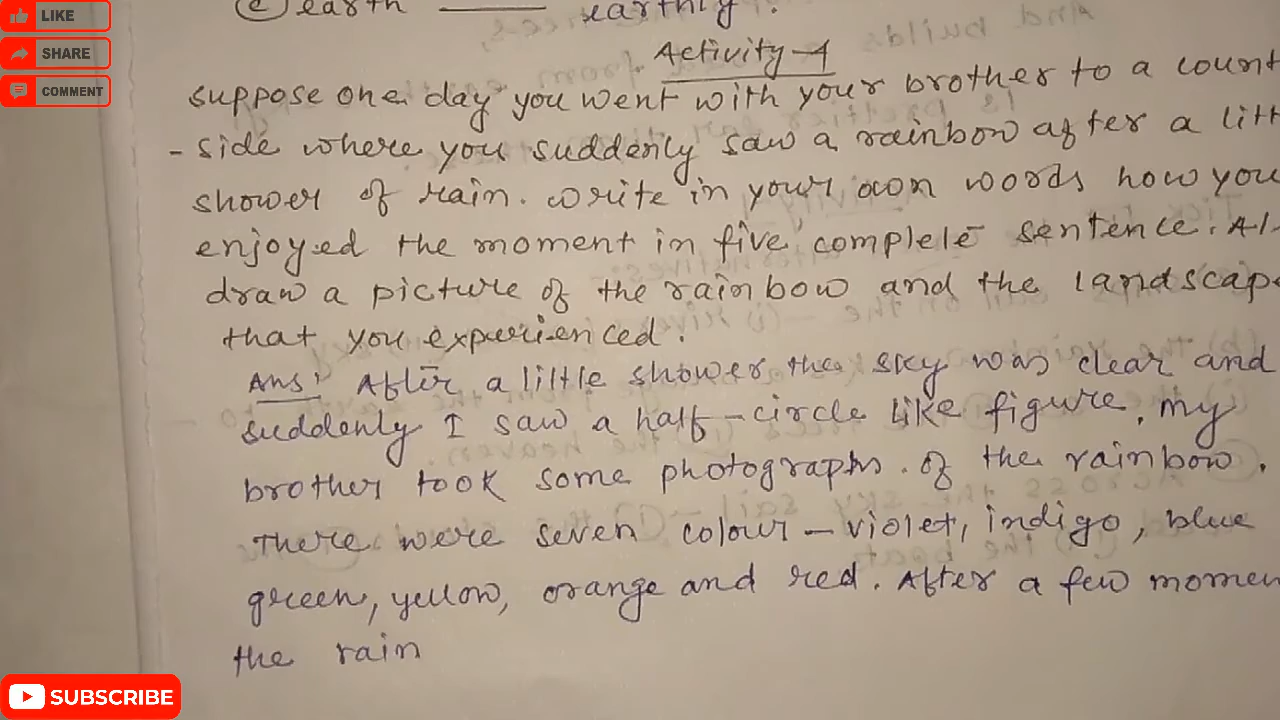 LIKE
SHARE
COMMENT
earth ____ earthly.
Activity-4
suppose one day you went with your brother to a count
- side where you suddenly saw a rainbow after a litt
shower of rain. write in your own words how you
enjoyed the moment in five complete sentence. Al
draw a picture of the rainbow and the landscap
that you experienced.
Ans: After a little shower the sky was clear and
suddenly I saw a half-circle like figure. my
brother took some photographs. of the rainbow.
There were seven colour - violet, indigo, blue
green, yellow, orange and red. After a few momen
the rain
SUBSCRIBE